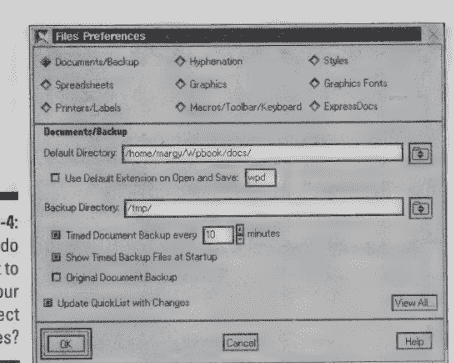 Files Preferences
Documents/Backup
Hyphenation
Styles
Spreadsheets
Graphics
Graphics Fonts
Printers/Labels
Macros/Toolbar/Keyboard
ExpressDocs
Documents/Backup
Default Directory: /home/margy/Wpbook/docs/
Use Default Extension on Open and Save: wpd
Backup Directory: /tmp/
Timed Document Backup every 10 minutes
Show Timed Backup Files at Startup
Original Document Backup
Update QuickList with Changes
View All...
OK
Cancel
Help
-4:
do
t to
our
ect
es?